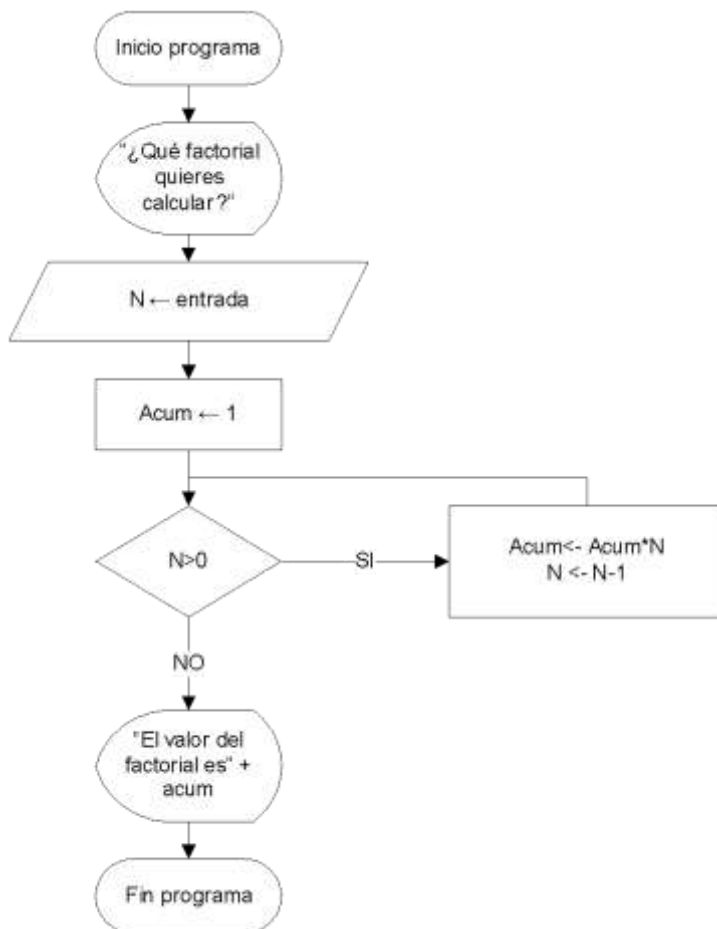 Inicio programa
"¿Qué factorial
quieres
calcular?"
N ← entrada
Acum ← 1
N>0
SI
Acum<- Acum*N
N <- N-1
NO
"El valor del
factorial es" +
acum
Fin programa